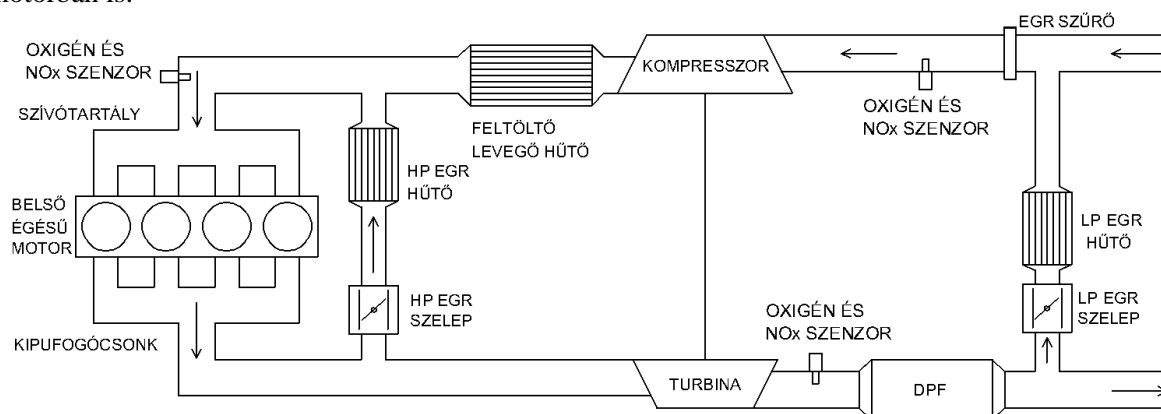 motorban is.
EGR SZŰRŐ
OXIGÉN ÉS
NOx SZENZOR
KOMPRESSZOR
OXIGÉN ÉS
NOx SZENZOR
SZÍVÓTARTÁLY
FELTÖLTŐ
LEVEGŐ HŰTŐ
HP EGR
HŰTŐ
BELSŐ
ÉGÉSŰ
MOTOR
LP EGR
HŰTŐ
HP EGR
SZELEP
LP EGR
SZELEP
OXIGÉN ÉS
NOx SZENZOR
KIPUFOGÓCSONK
TURBINA
DPF